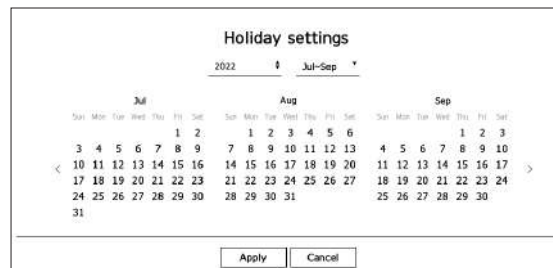 Holiday settings
2022 Jul-Sep
Jul Aug Sep
Sun Mon Tue Wed Thu Fri Sat Sun Mon Tue Wed Thu Fri Sat Sun Mon Tue Wed Thu Fri Sat
1 2 1 2 3 4 5 6 1 2 3
3 4 5 6 7 8 9 7 8 9 10 11 12 13 4 5 6 7 8 9 10
< 10 11 12 13 14 15 16 14 15 16 17 18 19 20 11 12 13 14 15 16 17 >
17 18 19 20 21 22 23 21 22 23 24 25 26 27 18 19 20 21 22 23 24
24 25 26 27 28 29 30 28 29 30 31 25 26 27 28 29 30
31
Apply Cancel